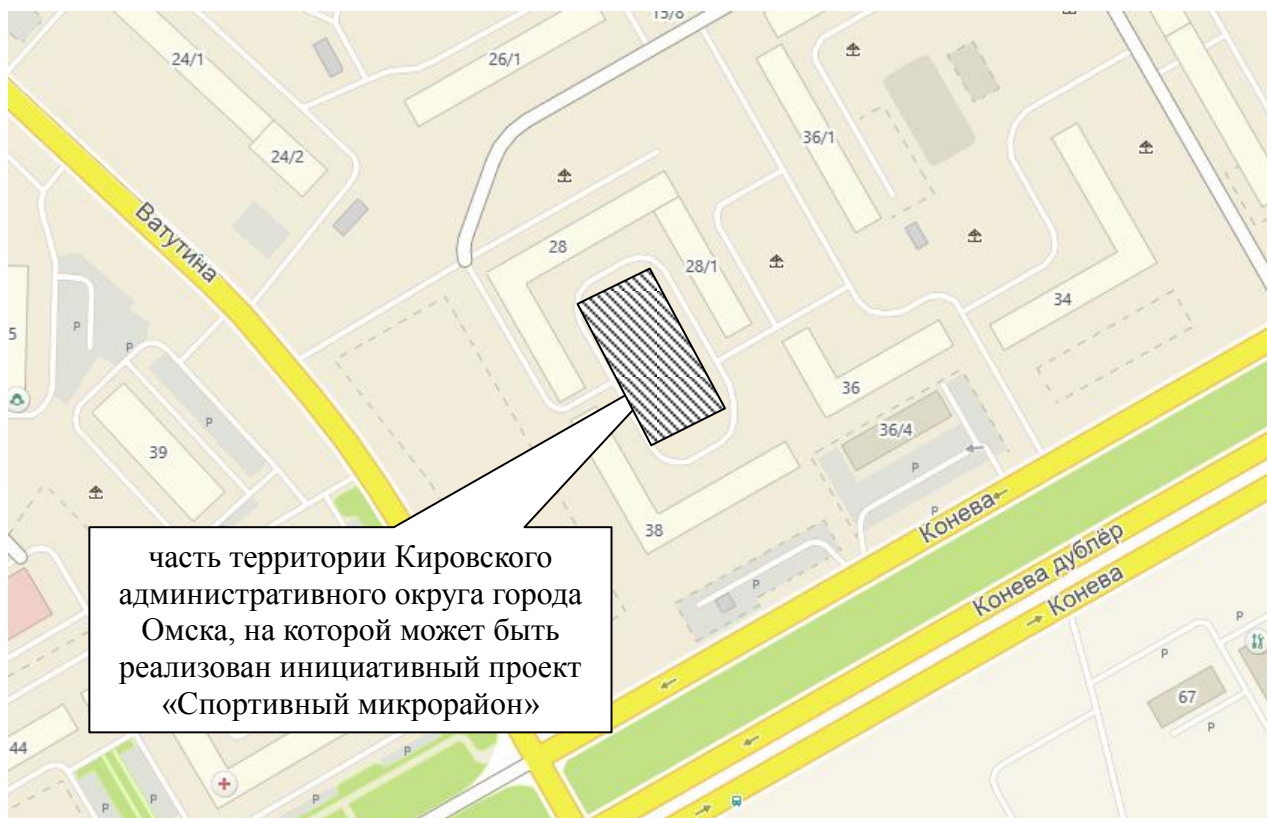 15/8
24/1
26/1
36/1
24/2
Ватутина
28
28/1
34
5
P
P
36
P
39
36/4
P
P
38
Конева
P
Конева дублёр
Конева
P
P
67
P
44
P
P
P
P
часть территории Кировского
административного округа города
Омска, на которой может быть
реализован инициативный проект
«Спортивный микрорайон»